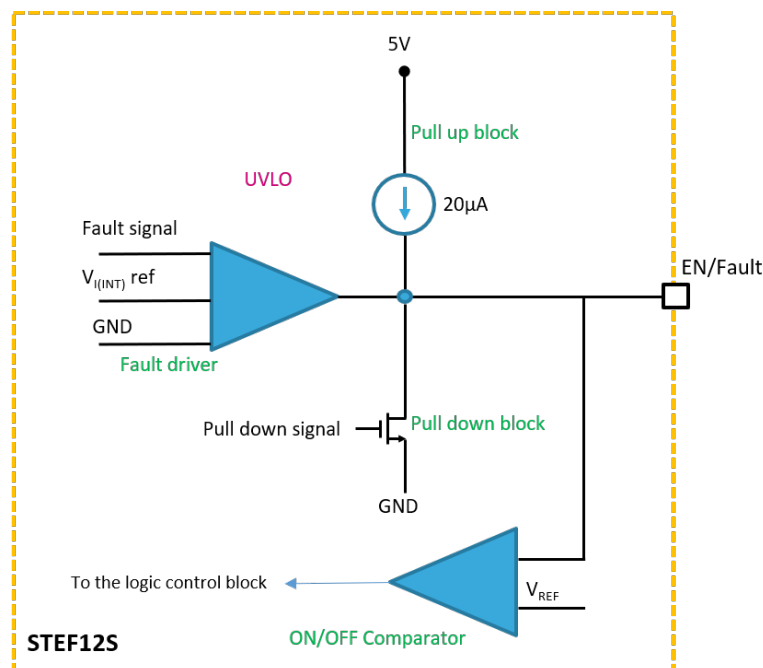 5V
Pull up block
UVLO
20µA
Fault signal
V_I(INT) ref
GND
Fault driver
EN/Fault
Pull down signal
Pull down block
GND
To the logic control block
V_REF
ON/OFF Comparator
STEF12S